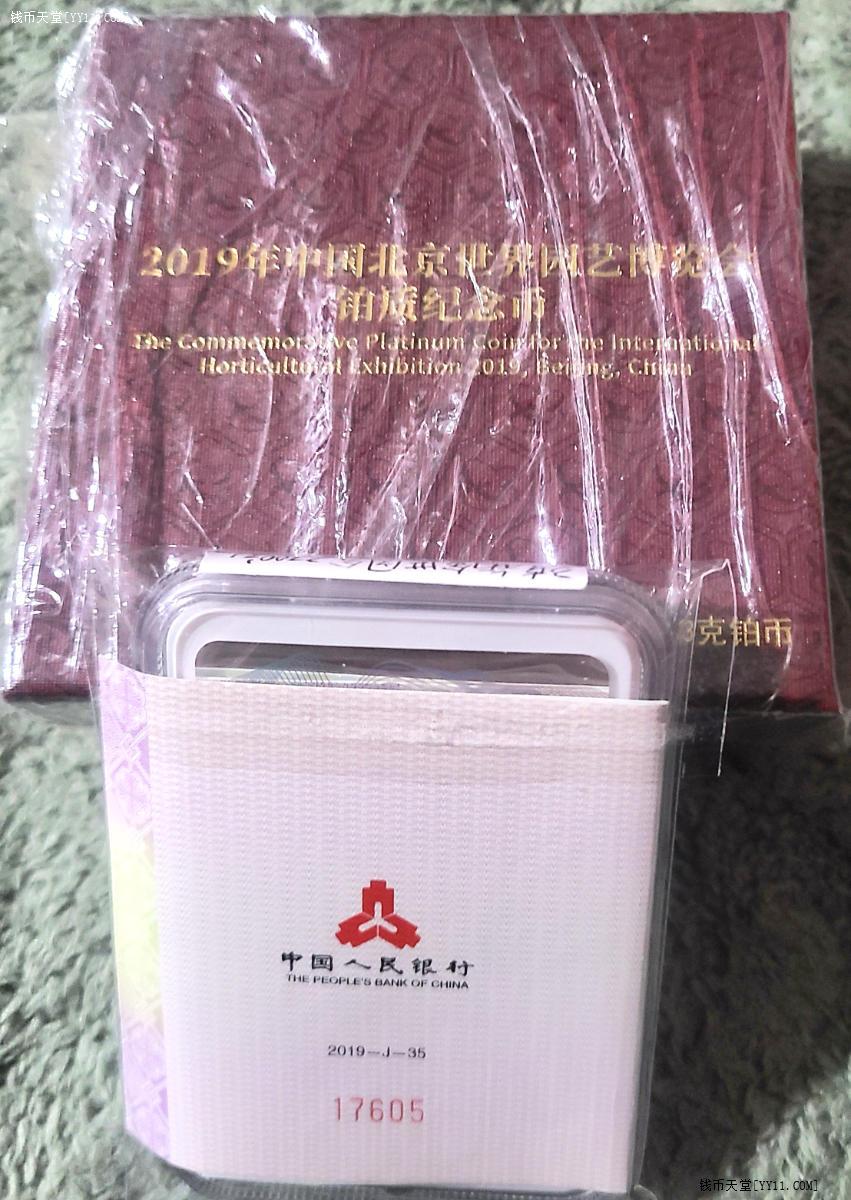 钱币天堂[YY11.COM]
2019年中国北京世界园艺博览会
铂质纪念币
The Commemorative Platinum Coin for the International
Horticultural Exhibition 2019, Beijing, China
3克铂币
中国人民银行
THE PEOPLE'S BANK OF CHINA
2019-J-35
17605
钱币天堂[YY11.COM]